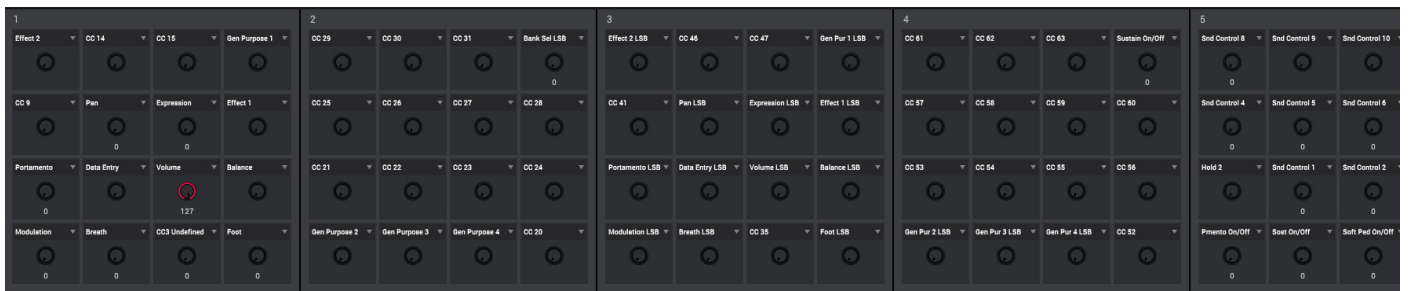 1 2 3 4 5
Effect 2 CC 14 CC 15 Gen Purpose 1 CC 29 CC 30 CC 31 Bank Sel LSB Effect 2 LSB CC 46 CC 47 Gen Pur 1 LSB CC 61 CC 62 CC 63 Sustain On/Off Snd Control 8 Snd Control 9 Snd Control 10
0 0 0
CC 9 Pan Expression Effect 1 CC 25 CC 26 CC 27 CC 28 CC 41 Pan LSB Expression LSB Effect 1 LSB CC 57 CC 58 CC 59 CC 60 Snd Control 4 Snd Control 5 Snd Control 6
0 0 0 0 0
Portamento Data Entry Volume Balance CC 21 CC 22 CC 23 CC 24 Portamento LSB Data Entry LSB Volume LSB Balance LSB CC 53 CC 54 CC 55 CC 56 Hold 2 Snd Control 1 Snd Control 2
0 127 0 0
Modulation Breath CC3 Undefined Foot Gen Purpose 2 Gen Purpose 3 Gen Purpose 4 CC 20 Modulation LSB Breath LSB CC 35 Foot LSB Gen Pur 2 LSB Gen Pur 3 LSB Gen Pur 4 LSB CC 52 Pmento On/Off Sost On/Off Soft Ped On/Off
0 0 0 0 0 0 0